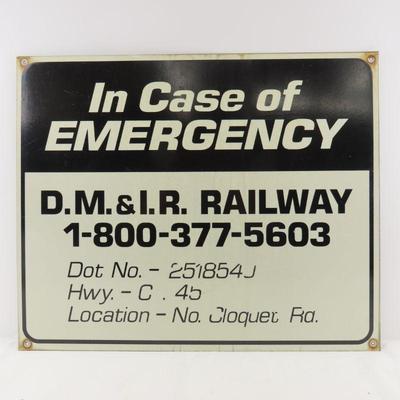 In Case of
EMERGENCY
D.M.&I.R. RAILWAY
1-800-377-5603
Dot No. - 251854J
Hwy. - C . 45
Location - No. Cloquet Rd.